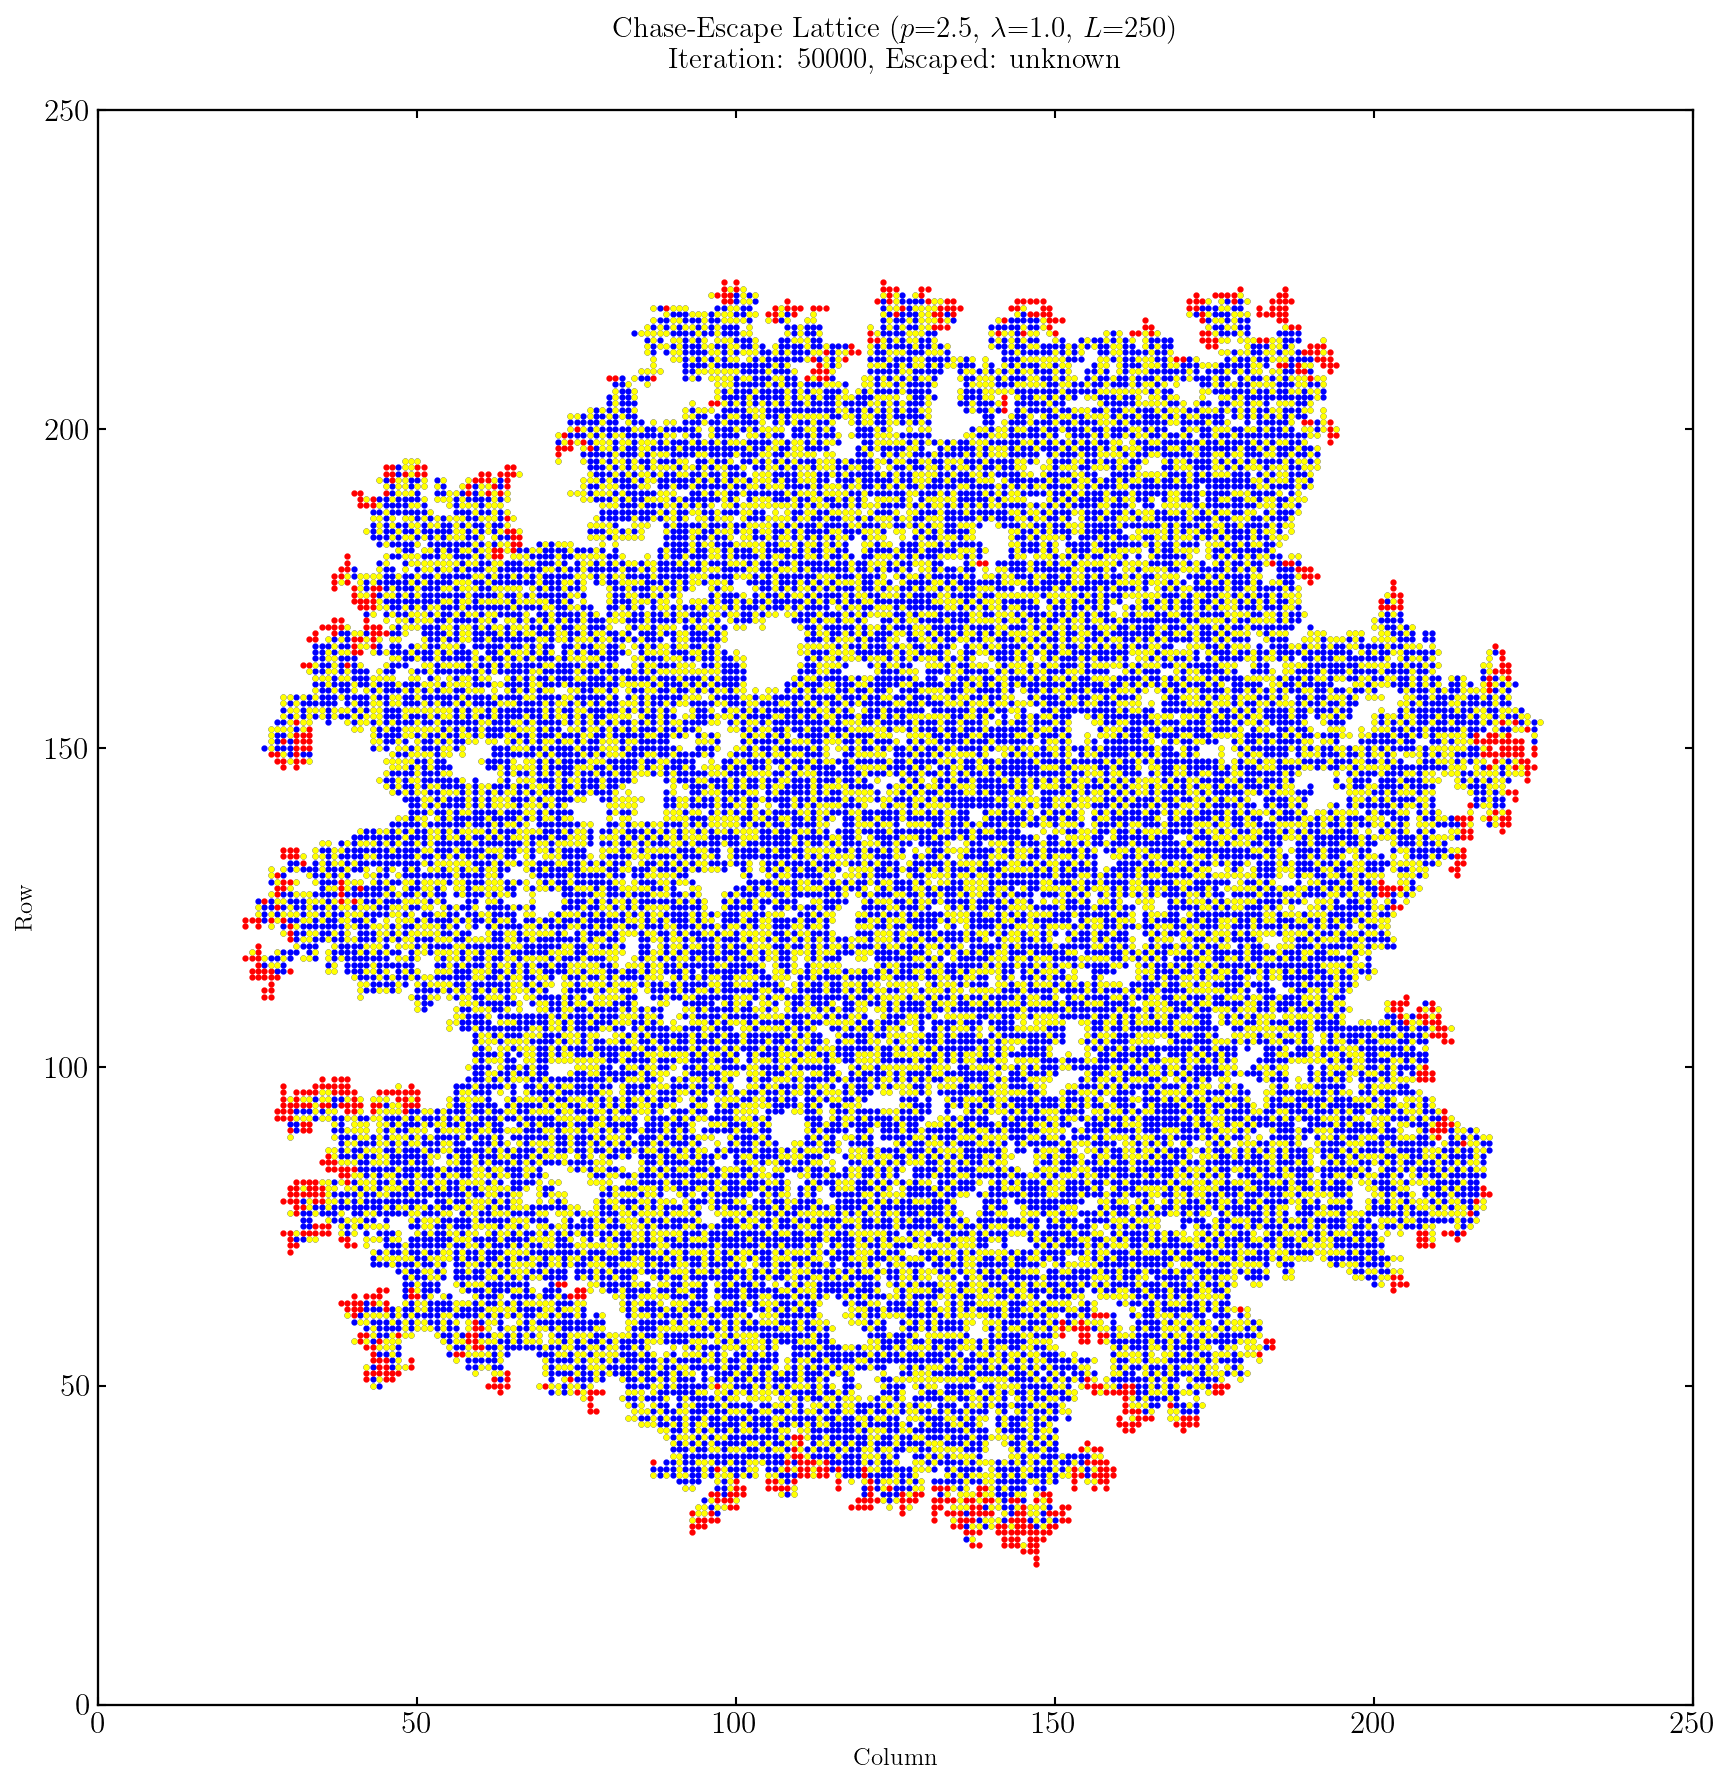 Chase-Escape Lattice (p=2.5, λ=1.0, L=250)
Iteration: 50000, Escaped: unknown
250
200
150
100
50
0
Row
0 50 100 150 200 250
Column